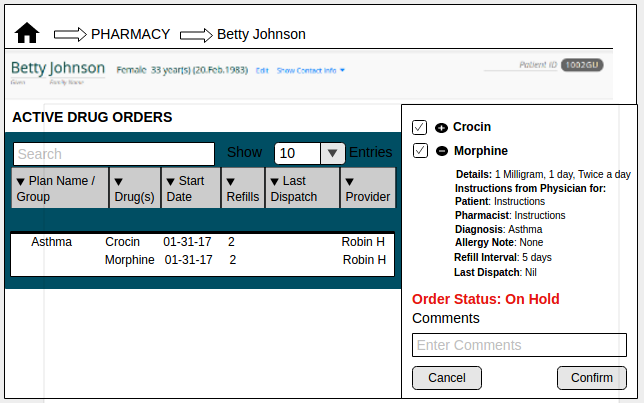 PHARMACY Betty Johnson
Betty Johnson Female 33 year(s) (20.Feb.1983) Edit Show Contact Info Patient ID 1002GU
Given Family Name
ACTIVE DRUG ORDERS
Search Show 10 Entries
Plan Name / Group Drug(s) Start Date Refills Last Dispatch Provider
Asthma Crocin 01-31-17 2 Robin H
Morphine 01-31-17 2 Robin H
Crocin
Morphine
Details: 1 Milligram, 1 day, Twice a day
Instructions from Physician for:
Patient: Instructions
Pharmacist: Instructions
Diagnosis: Asthma
Allergy Note: None
Refill Interval: 5 days
Last Dispatch: Nil
Order Status: On Hold
Comments
Enter Comments
Cancel Confirm